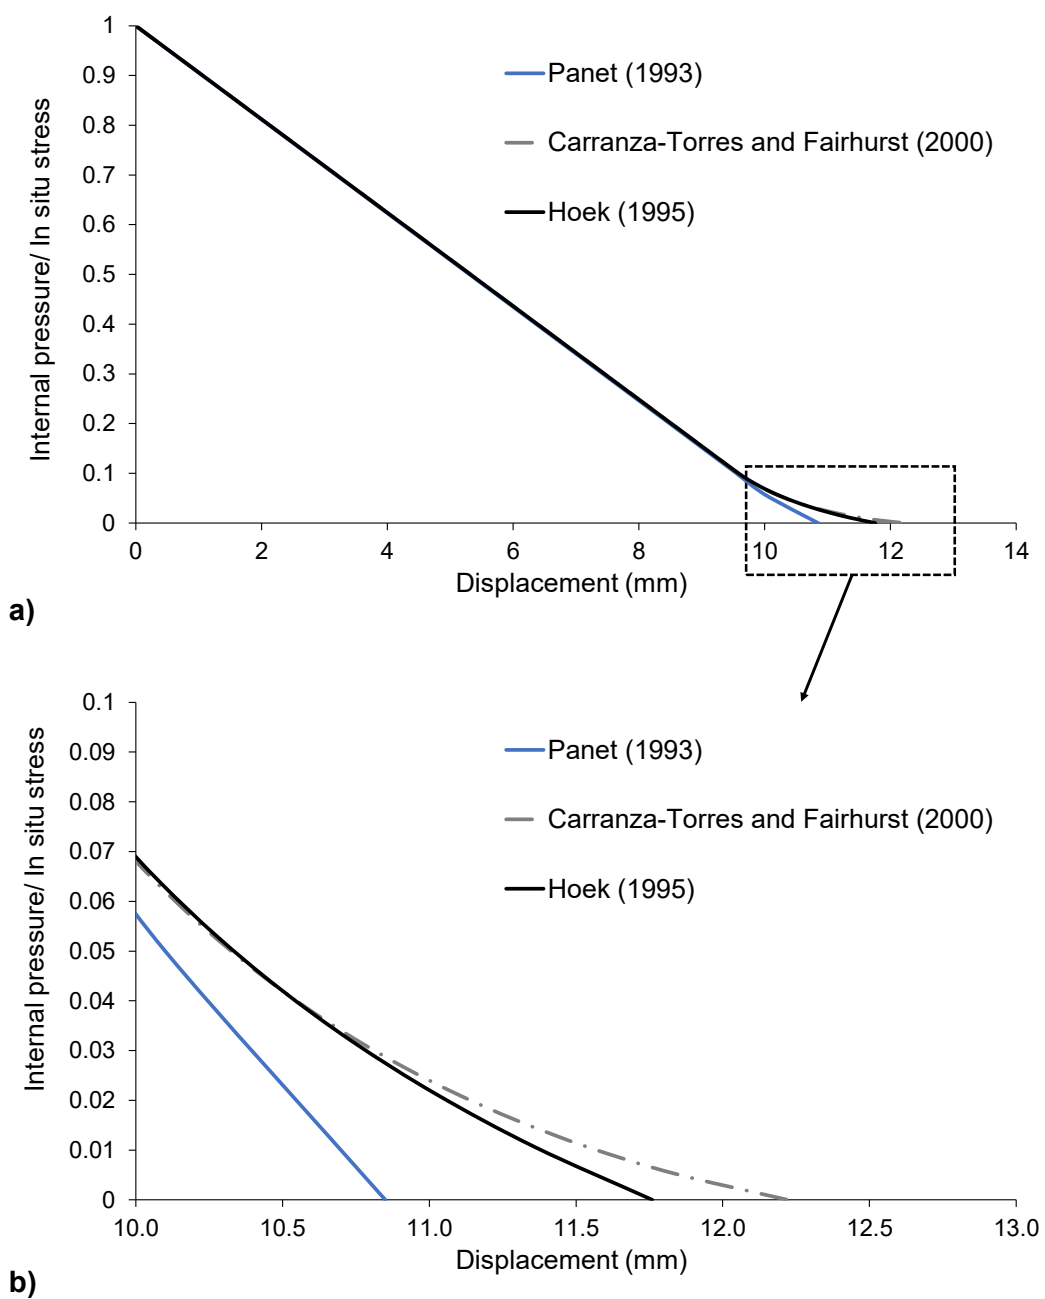 1
0.9
0.8
0.7
0.6
0.5
0.4
0.3
0.2
0.1
0
Internal pressure/ In situ stress
Panet (1993)
Carranza-Torres and Fairhurst (2000)
Hoek (1995)
0 2 4 6 8 10 12 14
Displacement (mm)
a)
0.1
0.09
0.08
0.07
0.06
0.05
0.04
0.03
0.02
0.01
0
Internal pressure/ In situ stress
Panet (1993)
Carranza-Torres and Fairhurst (2000)
Hoek (1995)
10.0 10.5 11.0 11.5 12.0 12.5 13.0
Displacement (mm)
b)